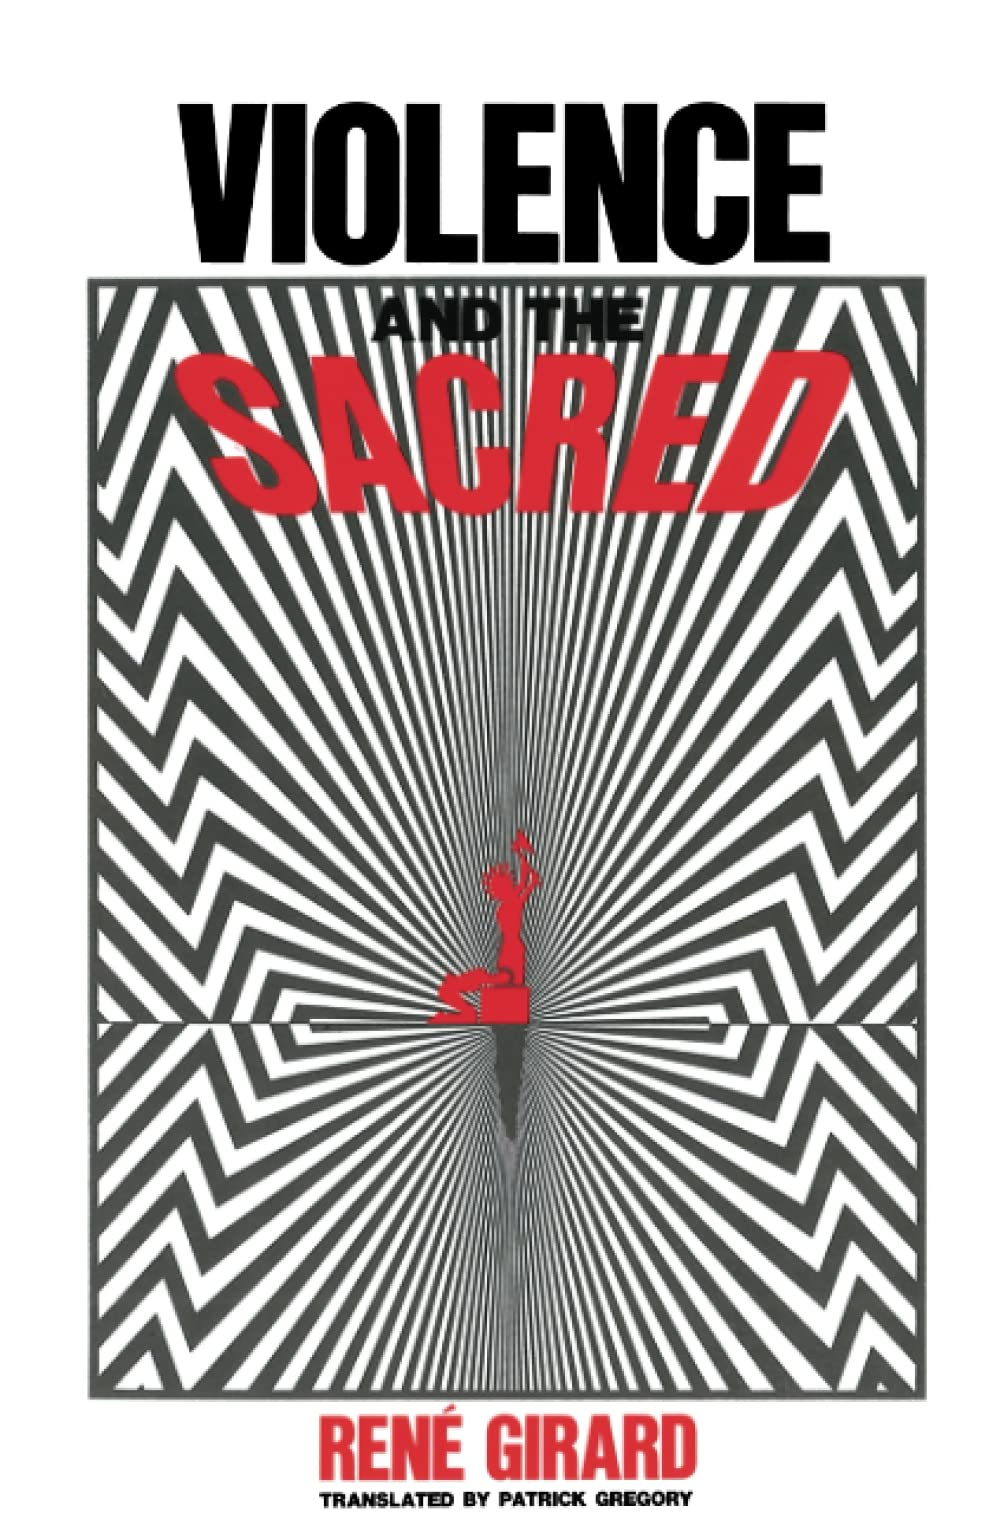 VIOLENCE
AND THE
SACRED
RENÉ GIRARD
TRANSLATED BY PATRICK GREGORY